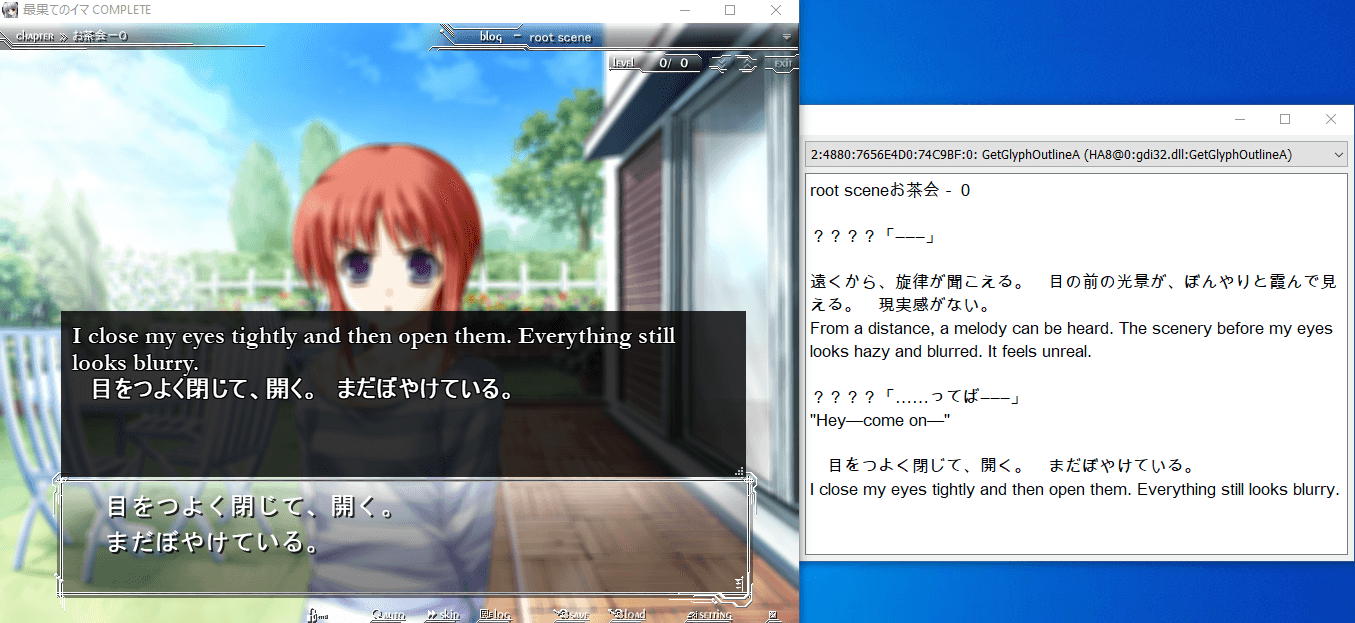 最果てのイマ COMPLETE
CHAPTER >> お茶会－0
blog － root scene
LEVEL 0/ 0
EXIT
I close my eyes tightly and then open them. Everything still
looks blurry.
目をつよく閉じて、開く。　まだぼやけている。
目をつよく閉じて、開く。
まだぼやけている。
AUTO
skip
log
SAVE
load
SETTING
2:4880:7656E4D0:74C9BF:0: GetGlyphOutlineA (HA8@0:gdi32.dll:GetGlyphOutlineA)
root sceneお茶会 - 0
？？？？「―――」
遠くから、旋律が聞こえる。　目の前の光景が、ぼんやりと霞んで見
える。　現実感がない。
From a distance, a melody can be heard. The scenery before my eyes
looks hazy and blurred. It feels unreal.
？？？？「……ってば―――」
"Hey—come on—"
目をつよく閉じて、開く。　まだぼやけている。
I close my eyes tightly and then open them. Everything still looks blurry.